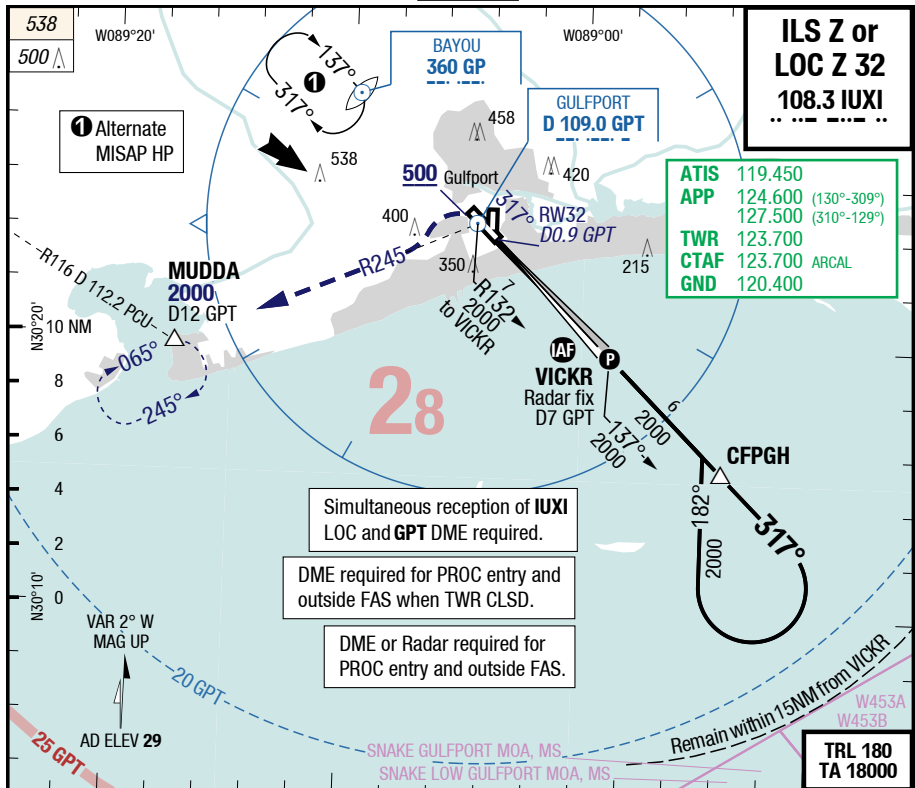 538
500
W089°20'
W089°00'
137°
317°
1
BAYOU
360 GP
GULFPORT
D 109.0 GPT
ILS Z or
LOC Z 32
108.3 IUXI
1 Alternate
MISAP HP
538
458
420
500 Gulfport
317°
RW32
D0.9 GPT
400
350
215
ATIS 119.450
APP 124.600 (130°-309°)
127.500 (310°-129°)
TWR 123.700
CTAF 123.700 ARCAL
GND 120.400
R245
R116 D 112.2 PCU
MUDDA
2000
D12 GPT
065°
245°
7
R132
2000
to VICKR
IAF
VICKR
Radar fix
D7 GPT
P
137°
2000
6
2000
CFPGH
182°
2000
317°
28
N30°20'
10 NM
8
6
4
2
0
N30°10'
Simultaneous reception of IUXI
LOC and GPT DME required.
DME required for PROC entry and
outside FAS when TWR CLSD.
DME or Radar required for
PROC entry and outside FAS.
VAR 2° W
MAG UP
AD ELEV 29
20 GPT
25 GPT
SNAKE GULFPORT MOA, MS
SNAKE LOW GULFPORT MOA, MS
Remain within 15NM from VICKR
W453A
W453B
TRL 180
TA 18000